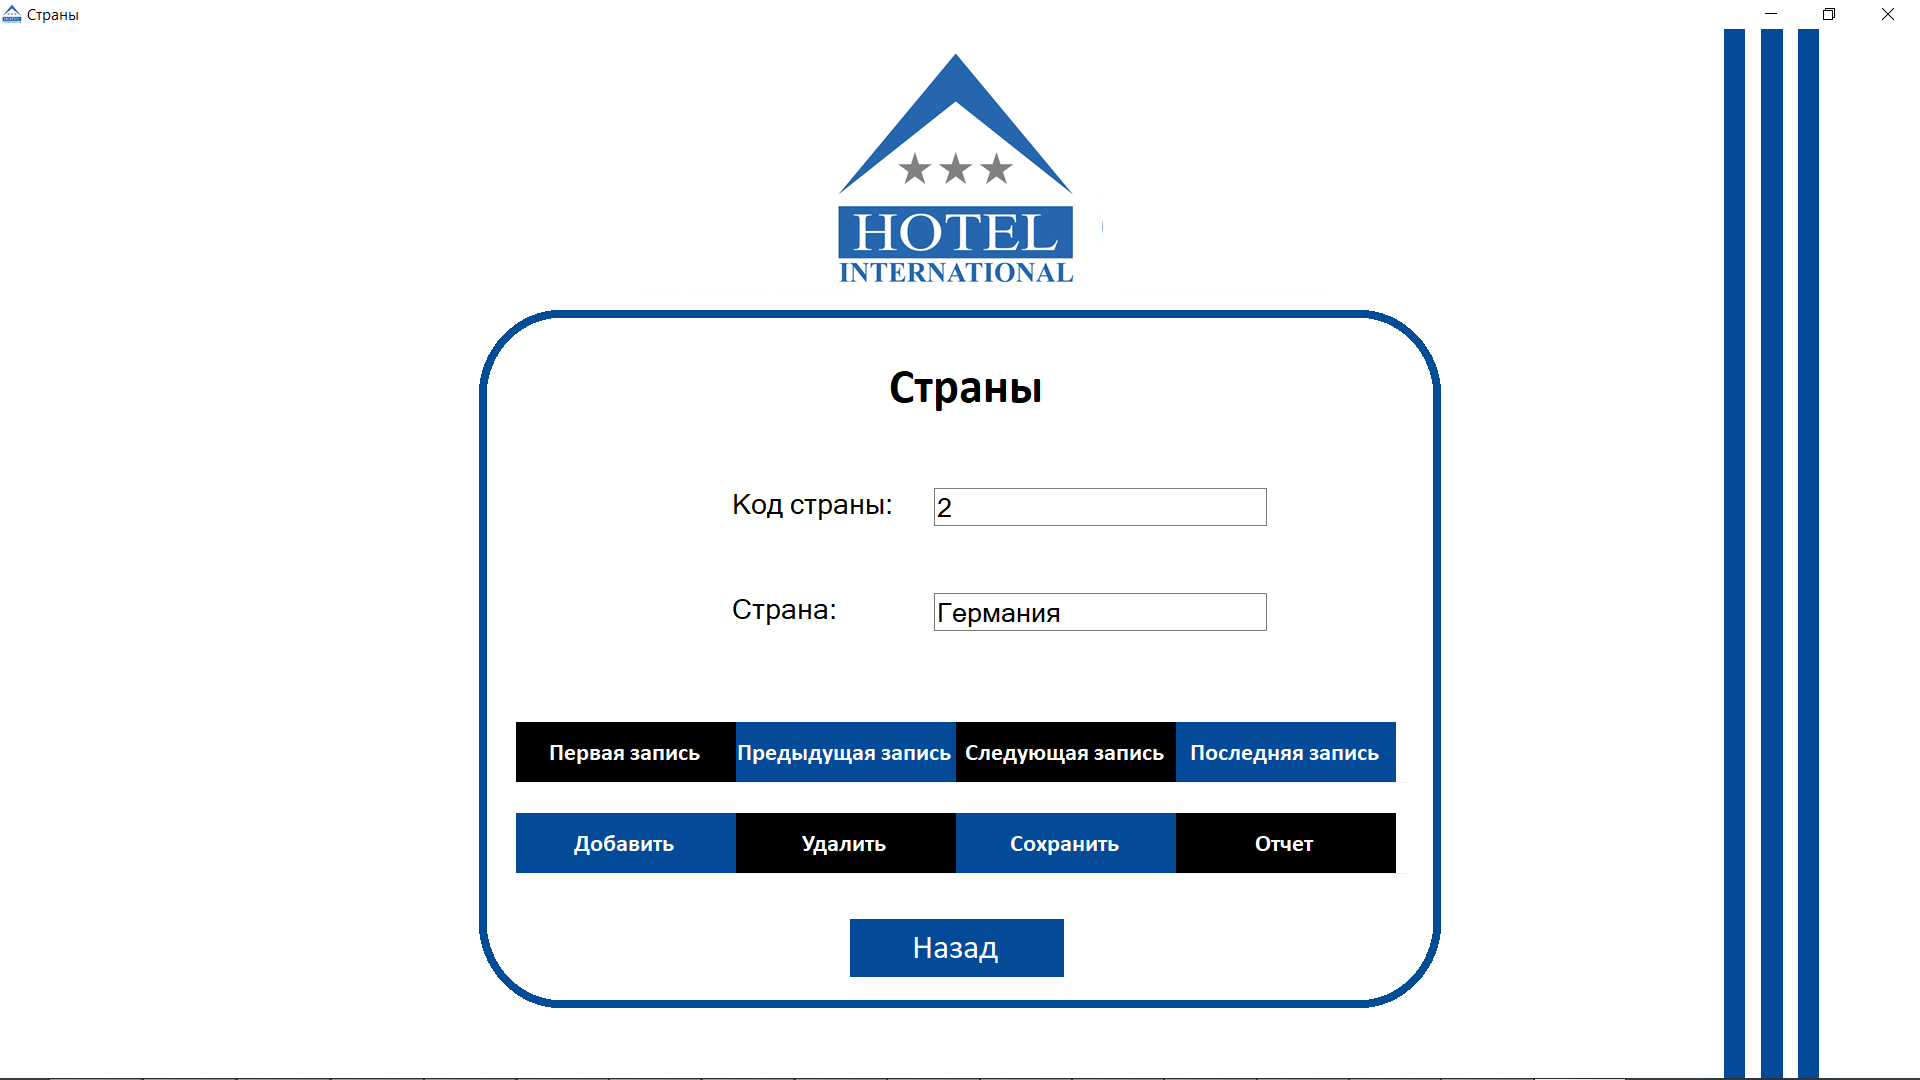 Страны
HOTEL
INTERNATIONAL
Страны
Код страны: 2
Страна: Германия
Первая запись Предыдущая запись Следующая запись Последняя запись
Добавить Удалить Сохранить Отчет
Назад